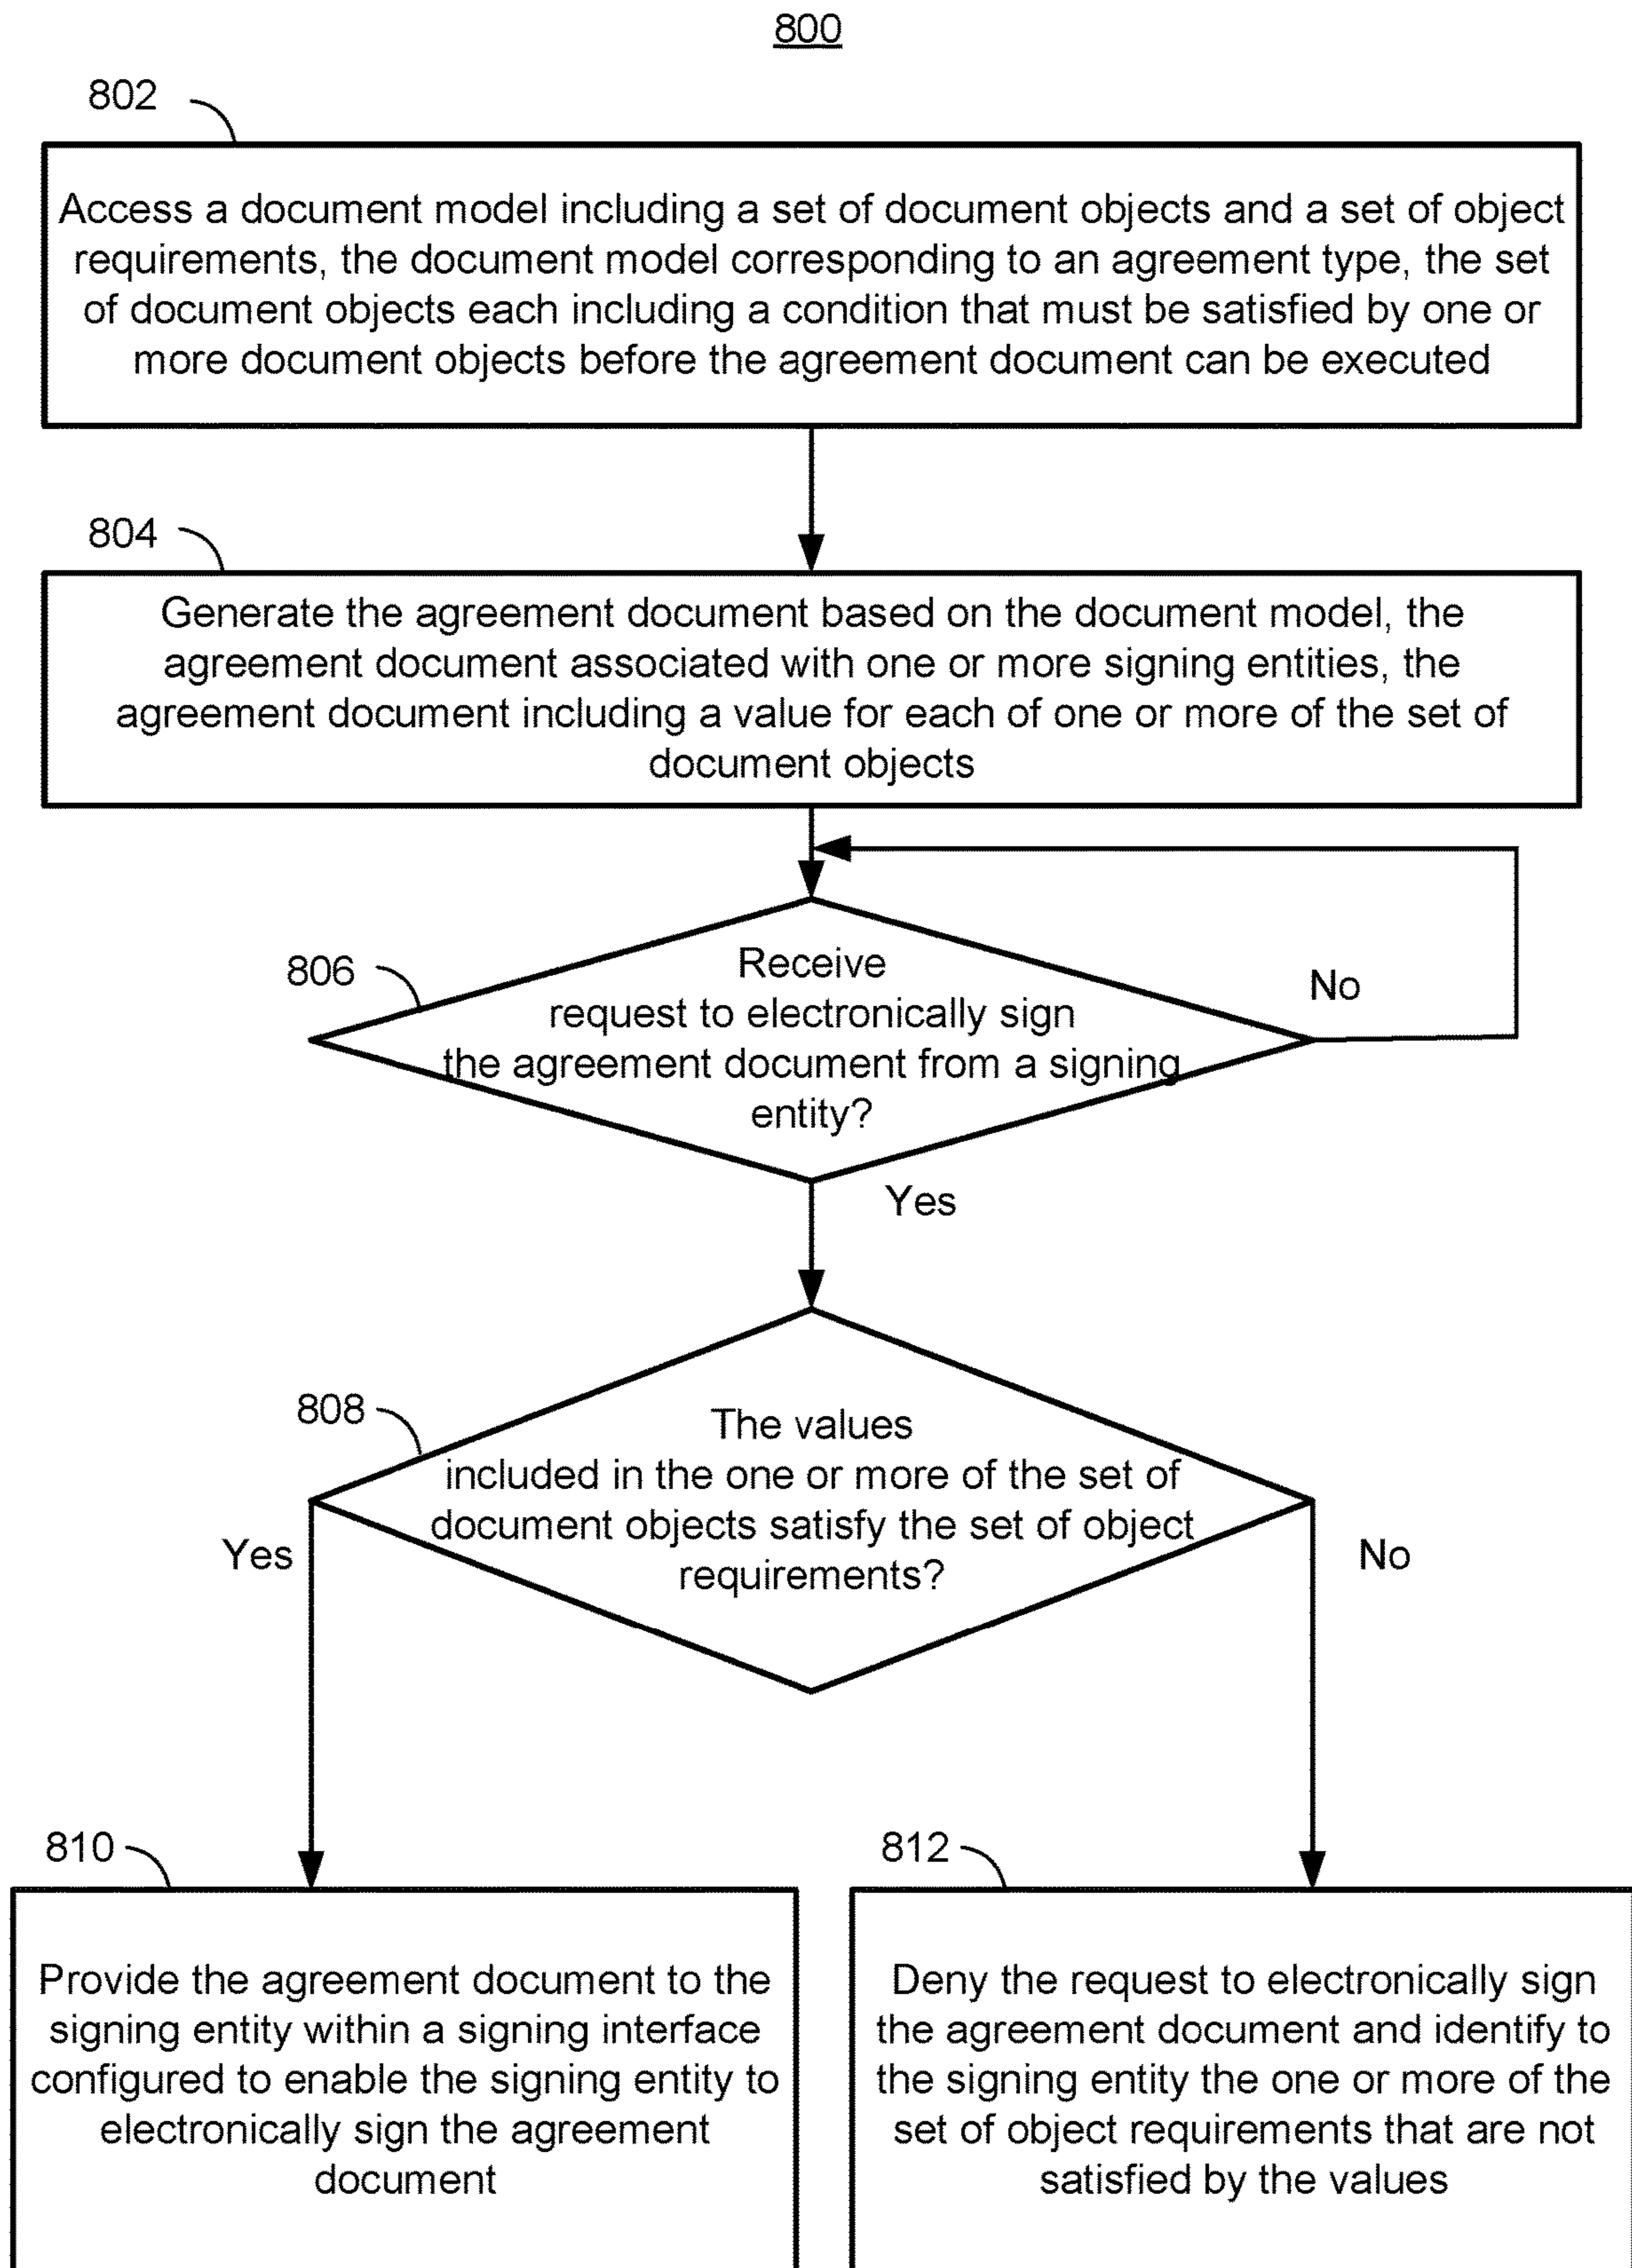 800
802
Access a document model including a set of document objects and a set of object
requirements, the document model corresponding to an agreement type, the set
of document objects each including a condition that must be satisfied by one or
more document objects before the agreement document can be executed
804
Generate the agreement document based on the document model, the
agreement document associated with one or more signing entities, the
agreement document including a value for each of one or more of the set of
document objects
806
Receive
request to electronically sign
the agreement document from a signing
entity?
No
Yes
808
The values
included in the one or more of the set of
document objects satisfy the set of object
requirements?
Yes
No
810
Provide the agreement document to the
signing entity within a signing interface
configured to enable the signing entity to
electronically sign the agreement
document
812
Deny the request to electronically sign
the agreement document and identify to
the signing entity the one or more of the
set of object requirements that are not
satisfied by the values